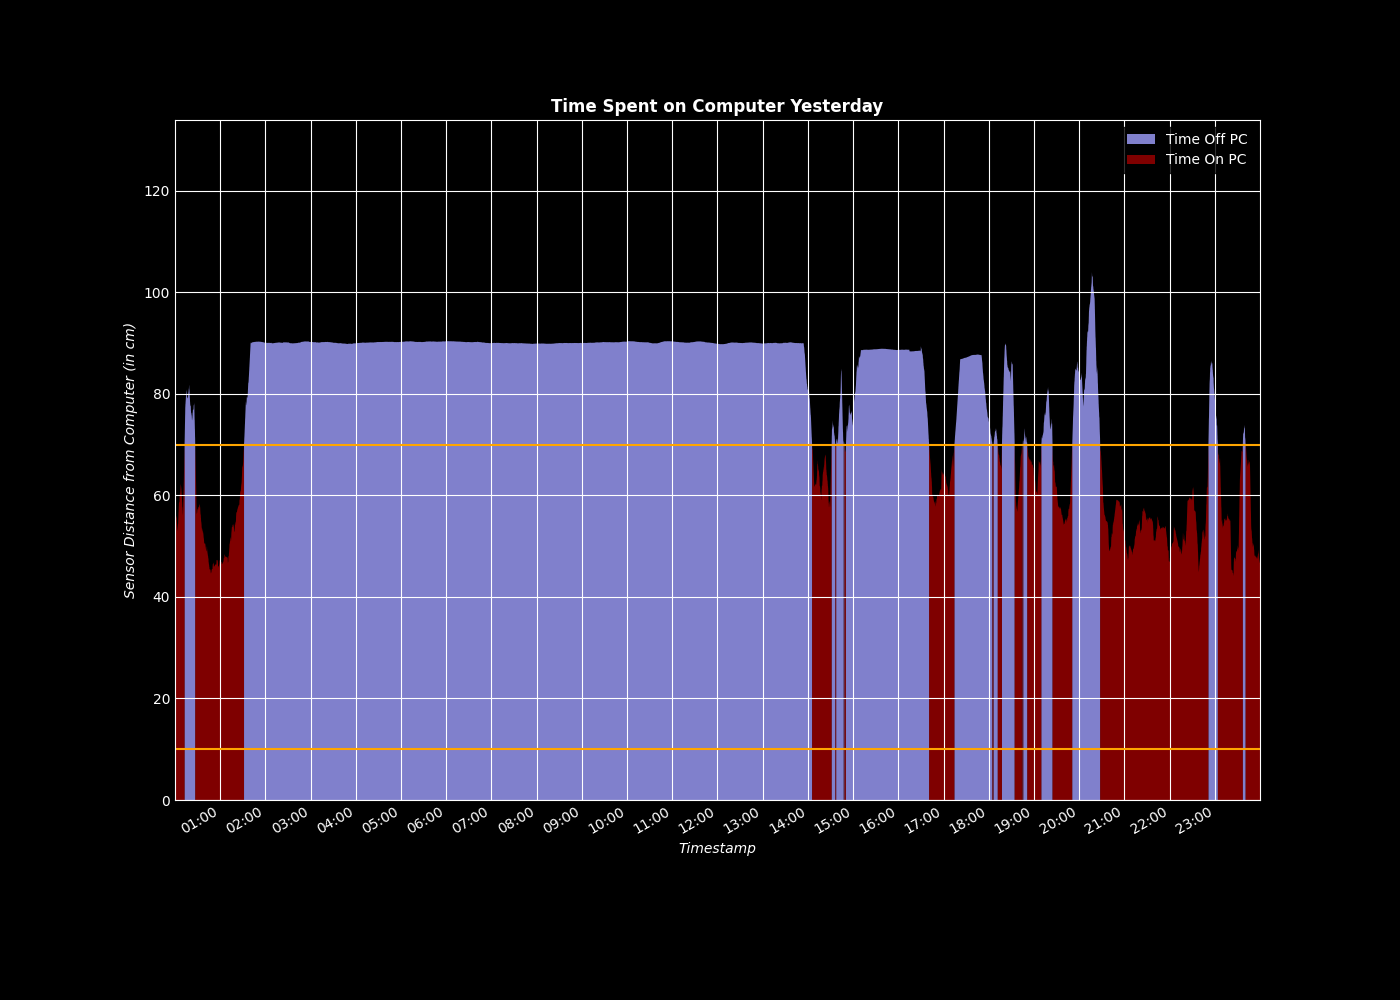 Time Spent on Computer Yesterday
Time Off PC
Time On PC
120
100
80
60
40
20
0
Sensor Distance from Computer (in cm)
01:00 02:00 03:00 04:00 05:00 06:00 07:00 08:00 09:00 10:00 11:00 12:00 13:00 14:00 15:00 16:00 17:00 18:00 19:00 20:00 21:00 22:00 23:00
Timestamp